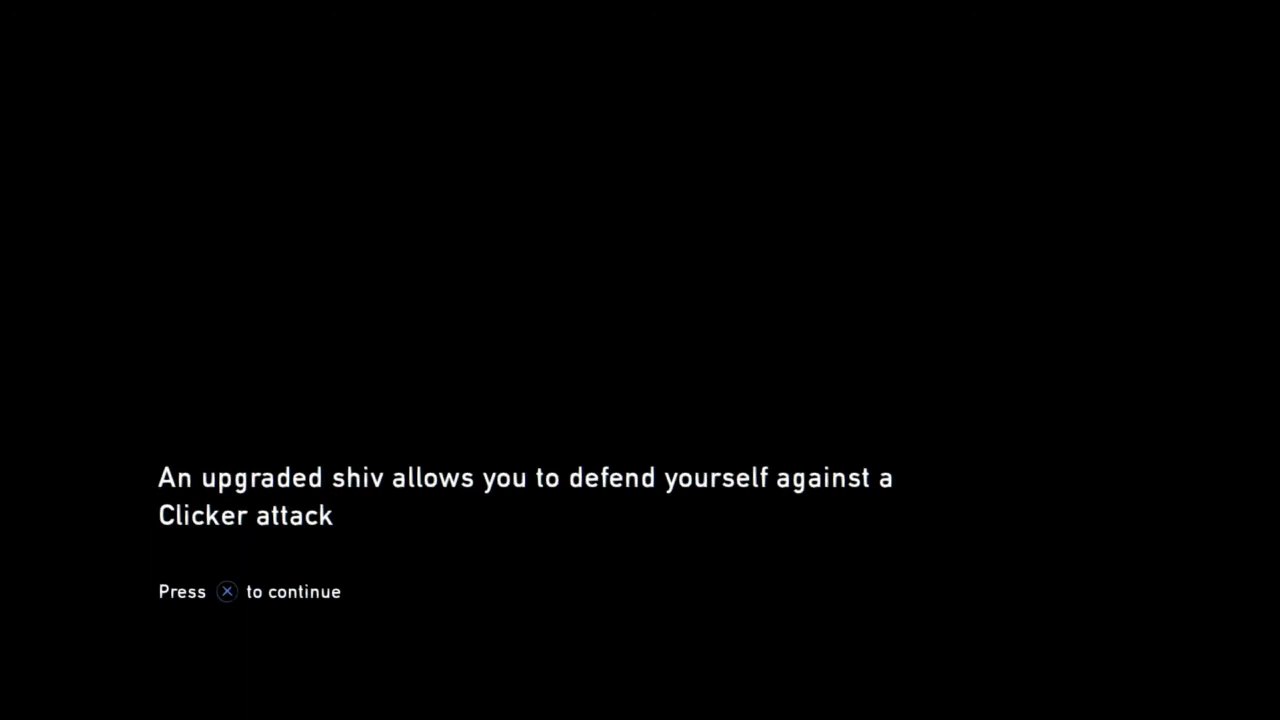 An upgraded shiv allows you to defend yourself against a
Clicker attack
Press ⓧ to continue